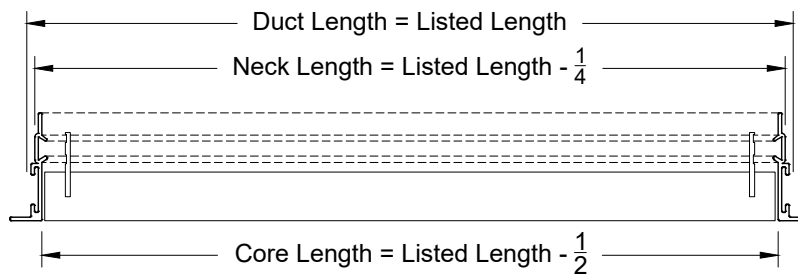 Duct Length = Listed Length
Neck Length = Listed Length - 1/4
Core Length = Listed Length - 1/2